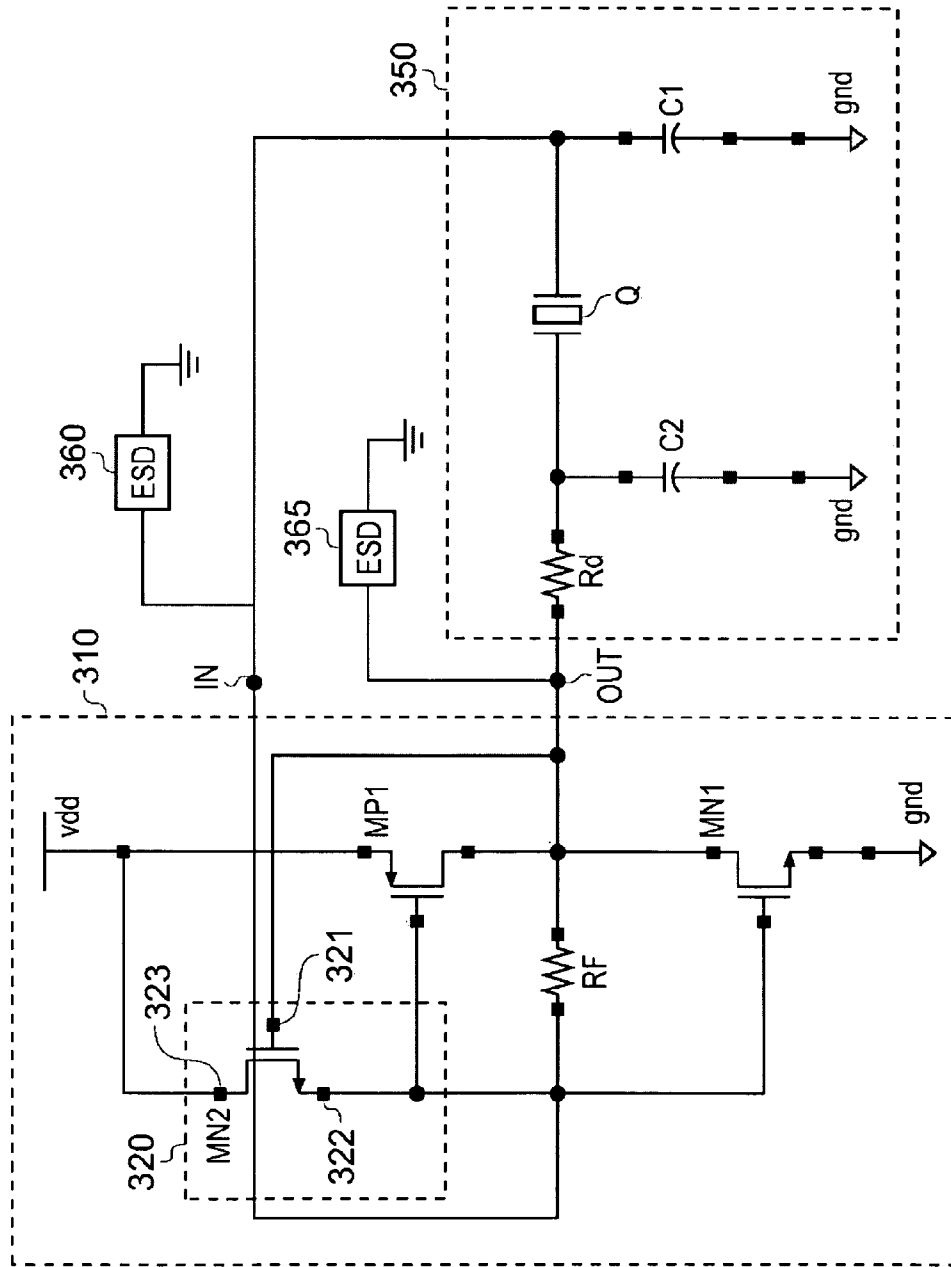 350
C1
gnd
Q
360
ESD
365
ESD
C2
gnd
Rd
310
IN
OUT
vdd
MP1
MN1
gnd
323
321
RF
MN2
322
320